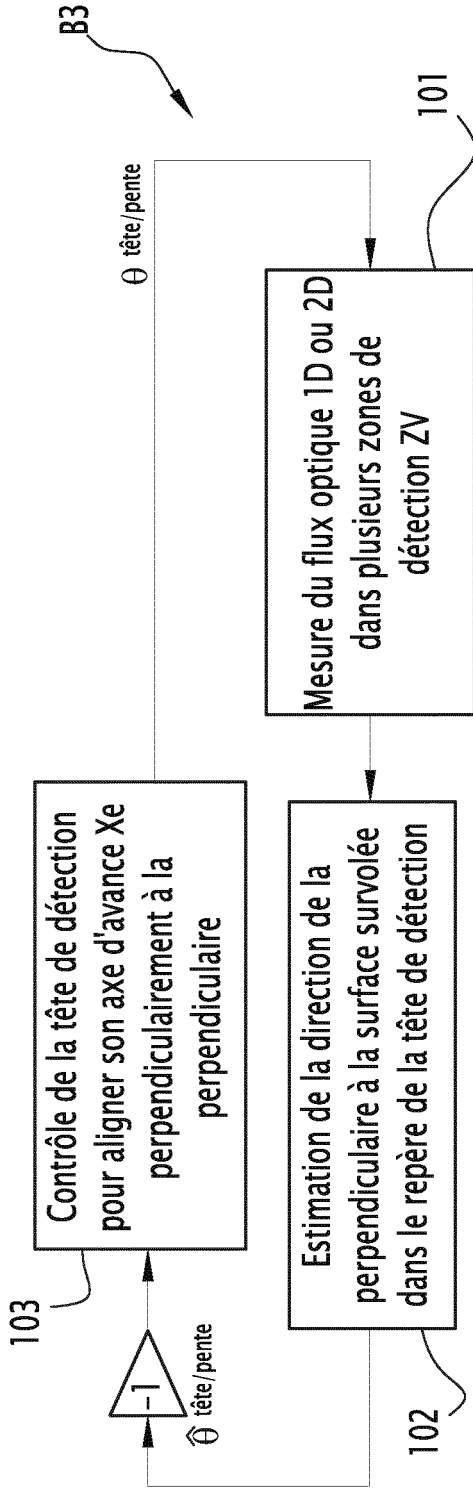 B3
103
Contrôle de la tête de détection
pour aligner son axe d'avance Xe
perpendiculairement à la
perpendiculaire
θ tête/pente
-1
θ̂ tête/pente
Mesure du flux optique 1D ou 2D
dans plusieurs zones de
détection ZV
101
Estimation de la direction de la
perpendiculaire à la surface survolée
dans le repère de la tête de détection
102